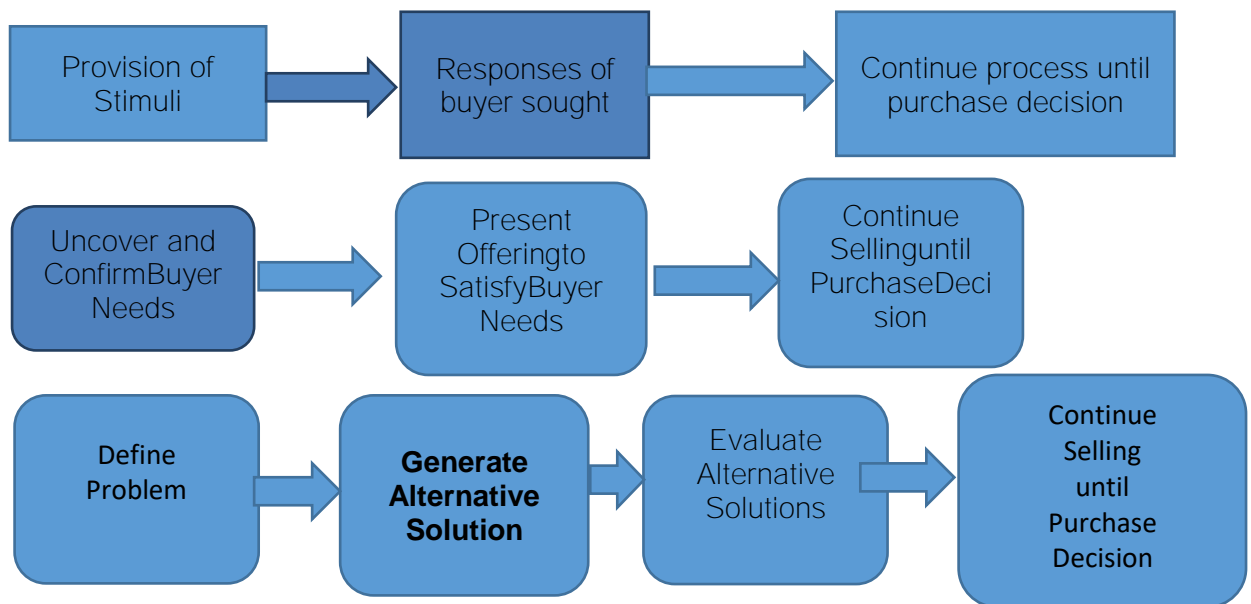 Provision of
Stimuli
Responses of
buyer sought
Continue process until
purchase decision
Uncover and
ConfirmBuyer
Needs
Present
Offeringto
SatisfyBuyer
Needs
Continue
Sellinguntil
PurchaseDeci
sion
Define
Problem
Generate
Alternative
Solution
Evaluate
Alternative
Solutions
Continue
Selling
until
Purchase
Decision